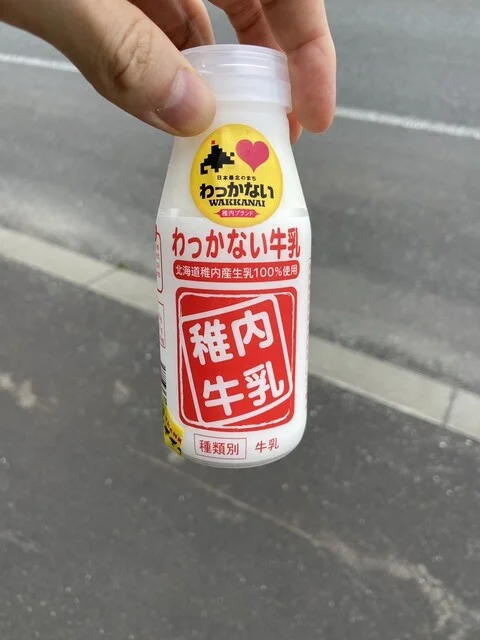 日本最北のまち
わっかない
WAKKANAI
稚内ブランド
わっかない牛乳
北海道稚内産生乳100%使用
稚内
牛乳
種類別 牛乳